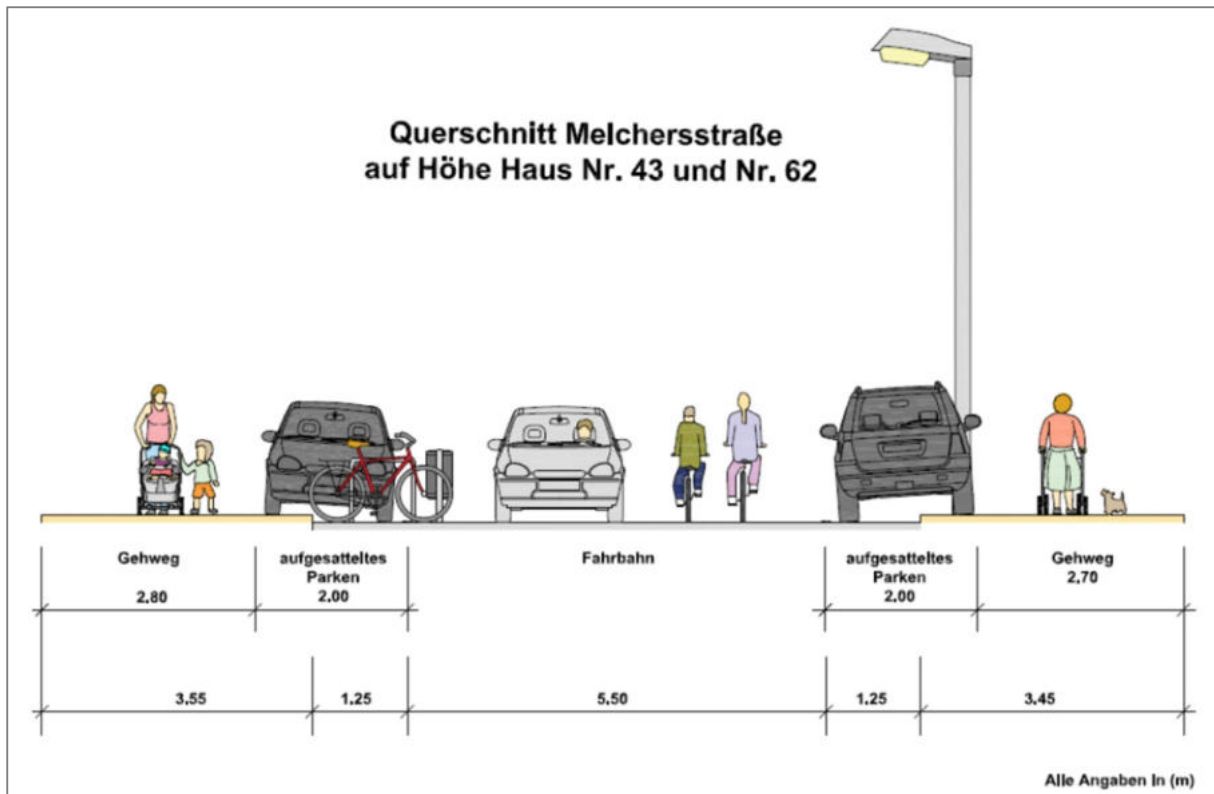 Querschnitt Melchersstraße
auf Höhe Haus Nr. 43 und Nr. 62
Gehweg
2.80
aufgesatteltes
Parken
2.00
Fahrbahn
aufgesatteltes
Parken
2.00
Gehweg
2.70
3.55
1.25
5.50
1.25
3.45
Alle Angaben In (m)